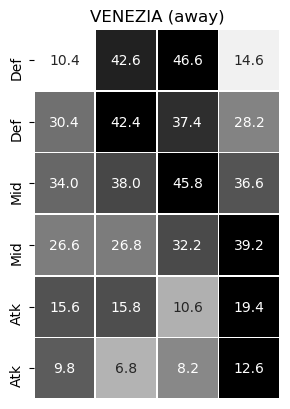 VENEZIA (away)
Def 10.4 42.6 46.6 14.6
Def 30.4 42.4 37.4 28.2
Mid 34.0 38.0 45.8 36.6
Mid 26.6 26.8 32.2 39.2
Atk 15.6 15.8 10.6 19.4
Atk 9.8 6.8 8.2 12.6